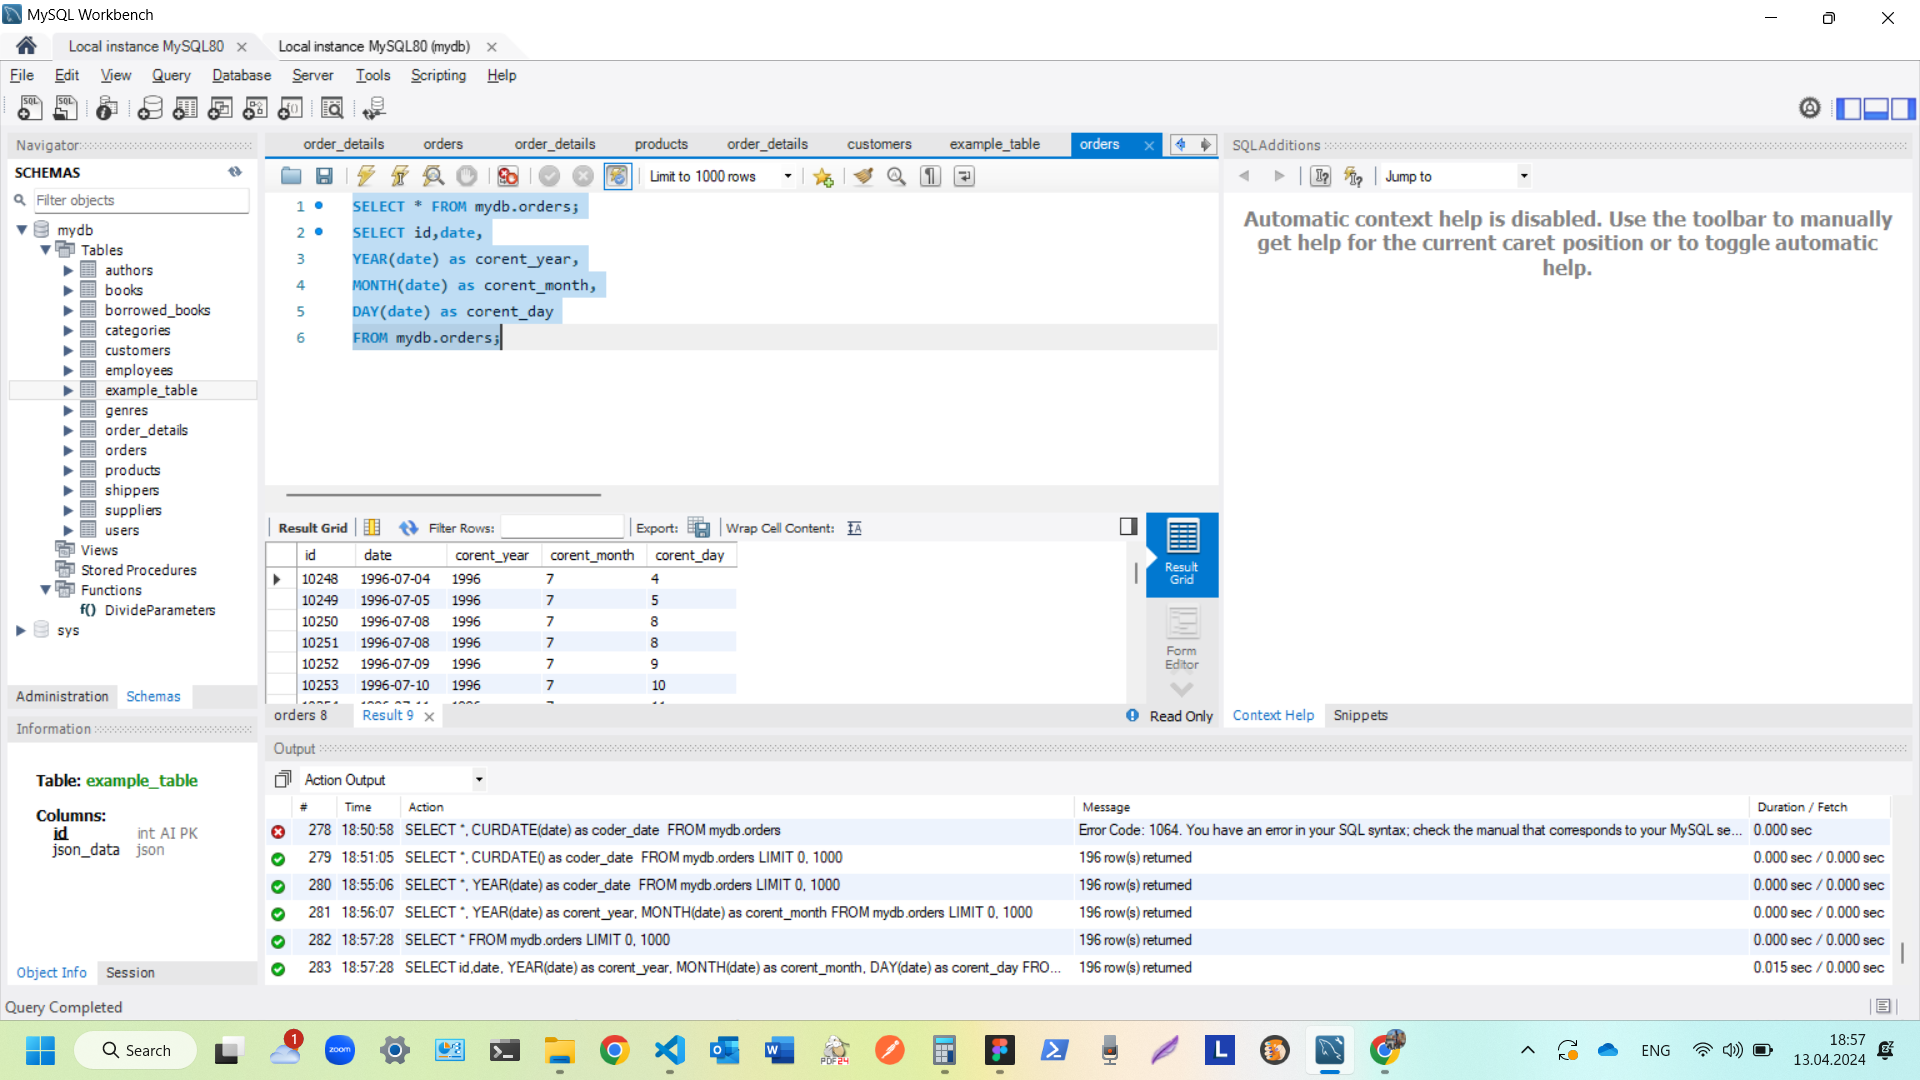 MySQL Workbench
Local instance MySQL80
Local instance MySQL80 (mydb)
File Edit View Query Database Server Tools Scripting Help
Navigator
SCHEMAS
Filter objects
mydb
Tables
authors
books
borrowed_books
categories
customers
employees
example_table
genres
order_details
orders
products
shippers
suppliers
users
Views
Stored Procedures
Functions
f() DivideParameters
sys
Administration Schemas
Information
Table: example_table
Columns:
id int AI PK
json_data json
Object Info Session
order_details orders order_details products order_details customers example_table orders
Limit to 1000 rows
1 SELECT * FROM mydb.orders;
2 SELECT id,date,
3 YEAR(date) as corent_year,
4 MONTH(date) as corent_month,
5 DAY(date) as corent_day
6 FROM mydb.orders;
Result Grid Filter Rows: Export: Wrap Cell Content:
id date corent_year corent_month corent_day
10248 1996-07-04 1996 7 4
10249 1996-07-05 1996 7 5
10250 1996-07-08 1996 7 8
10251 1996-07-08 1996 7 8
10252 1996-07-09 1996 7 9
10253 1996-07-10 1996 7 10
Result Grid
Form Editor
orders 8 Result 9 Read Only
SQLAdditions
Jump to
Automatic context help is disabled. Use the toolbar to manually
get help for the current caret position or to toggle automatic
help.
Context Help Snippets
Output
Action Output
# Time Action Message Duration / Fetch
278 18:50:58 SELECT *, CURDATE(date) as coder_date FROM mydb.orders Error Code: 1064. You have an error in your SQL syntax; check the manual that corresponds to your MySQL se... 0.000 sec
279 18:51:05 SELECT *, CURDATE() as coder_date FROM mydb.orders LIMIT 0, 1000 196 row(s) returned 0.000 sec / 0.000 sec
280 18:55:06 SELECT *, YEAR(date) as coder_date FROM mydb.orders LIMIT 0, 1000 196 row(s) returned 0.000 sec / 0.000 sec
281 18:56:07 SELECT *, YEAR(date) as corent_year, MONTH(date) as corent_month FROM mydb.orders LIMIT 0, 1000 196 row(s) returned 0.000 sec / 0.000 sec
282 18:57:28 SELECT * FROM mydb.orders LIMIT 0, 1000 196 row(s) returned 0.000 sec / 0.000 sec
283 18:57:28 SELECT id,date, YEAR(date) as corent_year, MONTH(date) as corent_month, DAY(date) as corent_day FRO... 196 row(s) returned 0.015 sec / 0.000 sec
Query Completed
Search
1
zoom
PDF24
L
ENG
18:57
13.04.2024